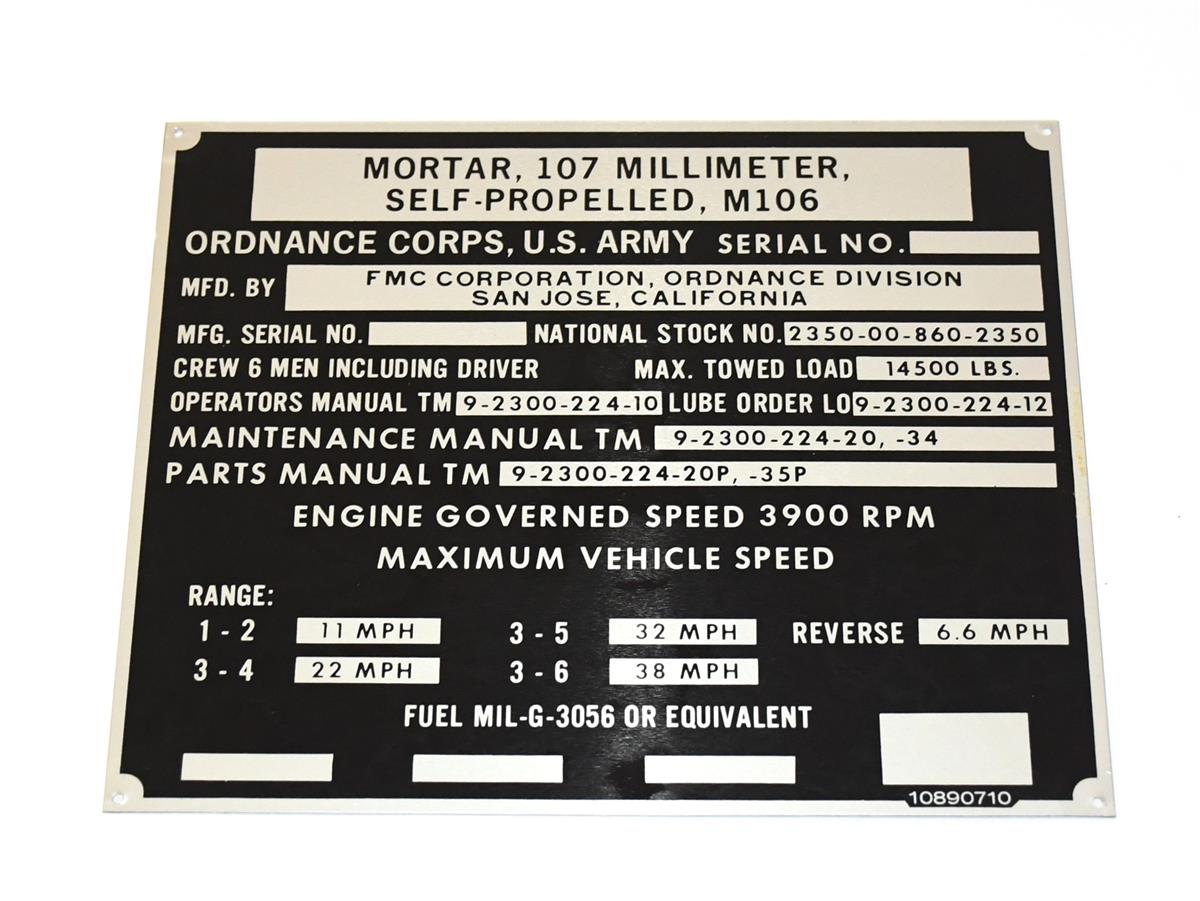 MORTAR, 107 MILLIMETER,
SELF-PROPELLED, M106
ORDNANCE CORPS, U.S. ARMY SERIAL NO.
MFD. BY FMC CORPORATION, ORDNANCE DIVISION
SAN JOSE, CALIFORNIA
MFG. SERIAL NO. NATIONAL STOCK NO. 2350-00-860-2350
CREW 6 MEN INCLUDING DRIVER MAX. TOWED LOAD 14500 LBS.
OPERATORS MANUAL TM 9-2300-224-10 LUBE ORDER LO 9-2300-224-12
MAINTENANCE MANUAL TM 9-2300-224-20, -34
PARTS MANUAL TM 9-2300-224-20P, -35P
ENGINE GOVERNED SPEED 3900 RPM
MAXIMUM VEHICLE SPEED
RANGE:
1 - 2 11 MPH 3 - 5 32 MPH REVERSE 6.6 MPH
3 - 4 22 MPH 3 - 6 38 MPH
FUEL MIL-G-3056 OR EQUIVALENT
10890710